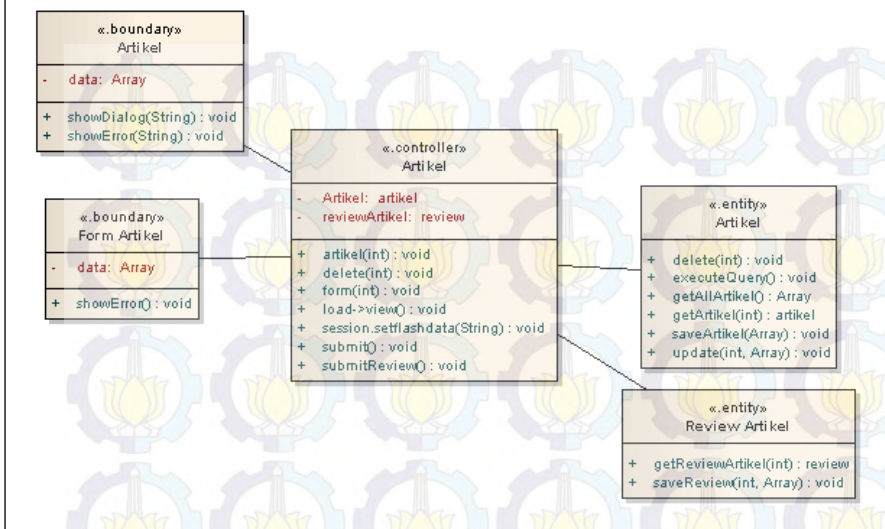 «.boundary»
Artikel
- data: Array
+ showDialog(String) : void
+ showError(String) : void
«.boundary»
Form Artikel
- data: Array
+ showError() : void
«.controller»
Artikel
- Artikel: artikel
- reviewArtikel: review
+ artikel(int) : void
+ delete(int) : void
+ form(int) : void
+ load->view() : void
+ session.setflashdata(String) : void
+ submit() : void
+ submitReview() : void
«.entity»
Artikel
+ delete(int) : void
+ executeQuery() : void
+ getAllArtikel() : Array
+ getArtikel(int) : artikel
+ saveArtikel(Array) : void
+ update(int, Array) : void
«.entity»
Review Artikel
+ getReviewArtikel(int) : review
+ saveReview(int, Array) : void